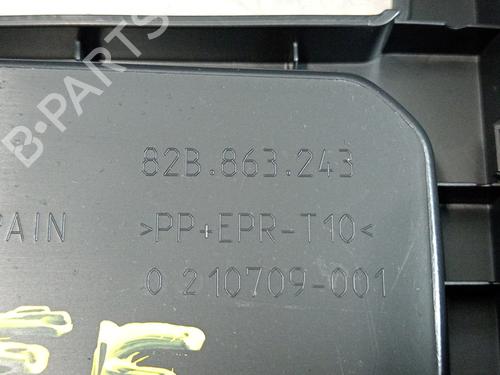 B-PARTS
82B.863.243
PAIN >PP+EPR-T10<
0 210709-001